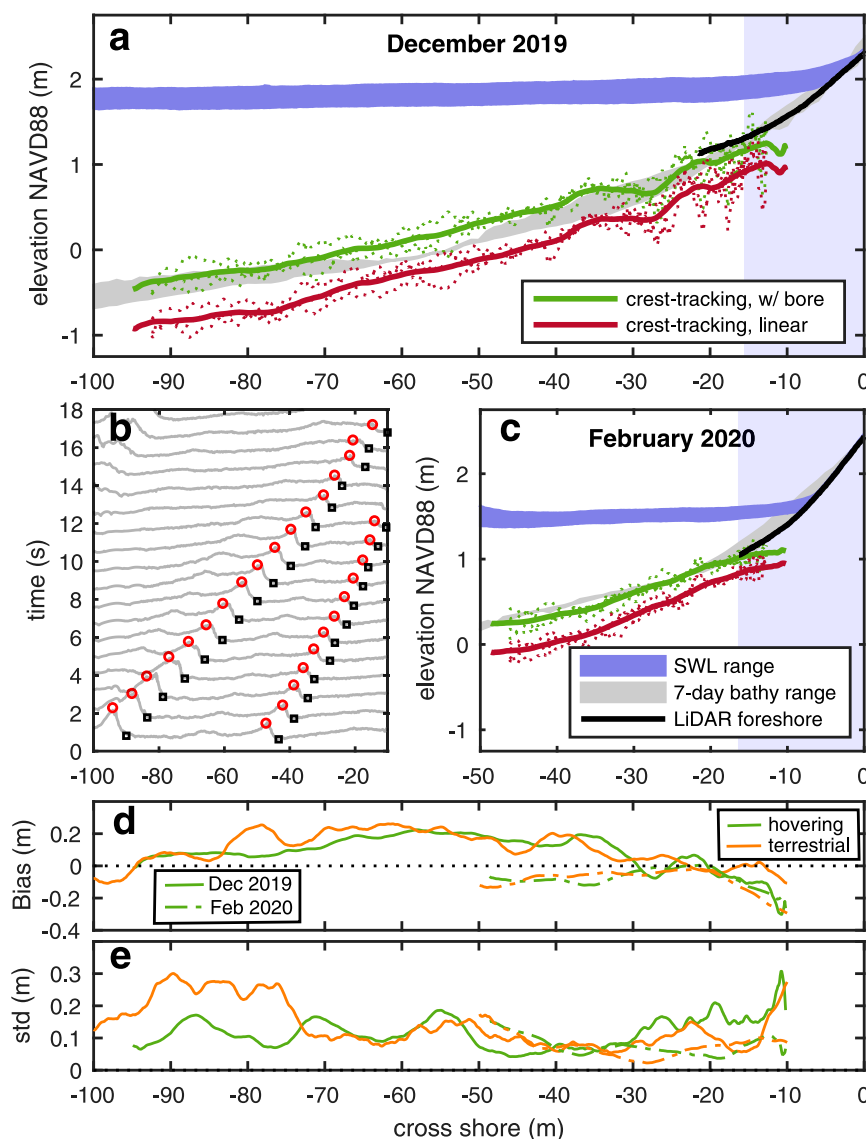 a
December 2019
elevation NAVD88 (m)
2
1
0
-1
crest-tracking, w/ bore
crest-tracking, linear
-100 -90 -80 -70 -60 -50 -40 -30 -20 -10 0
b
time (s)
18
16
14
12
10
8
6
4
2
0
-100 -80 -60 -40 -20
c
February 2020
elevation NAVD88 (m)
2
1
0
-1
SWL range
7-day bathy range
LiDAR foreshore
-50 -40 -30 -20 -10 0
d
Bias (m)
0.2
0
-0.2
-0.4
Dec 2019
Feb 2020
hovering
terrestrial
e
std (m)
0.3
0.2
0.1
0
-100 -90 -80 -70 -60 -50 -40 -30 -20 -10 0
cross shore (m)